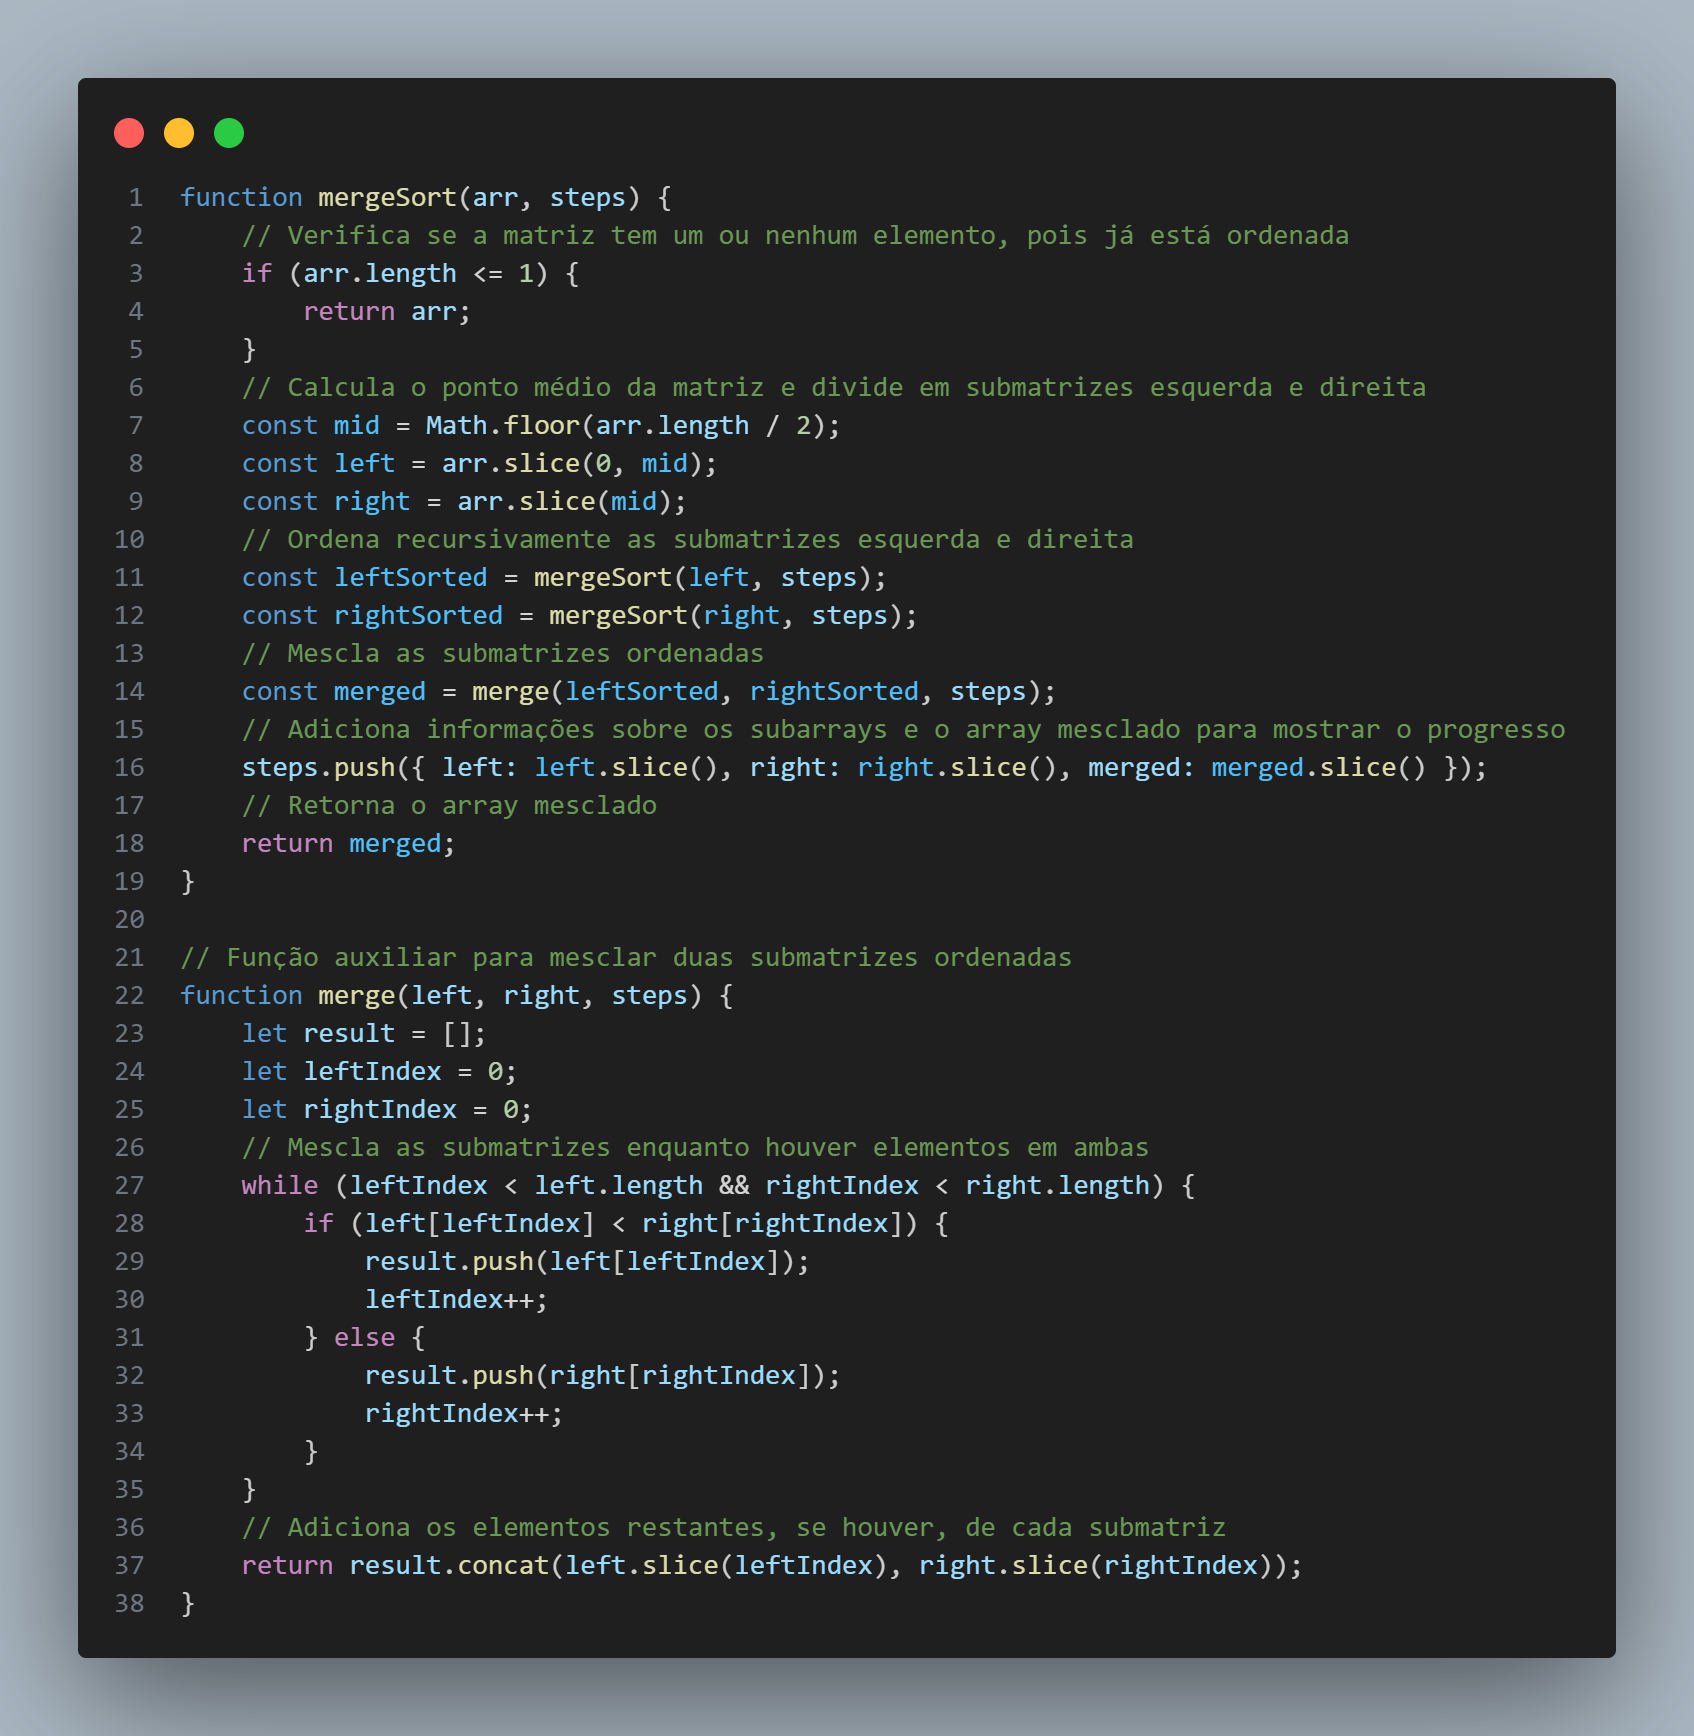 1 function mergeSort(arr, steps) {
2     // Verifica se a matriz tem um ou nenhum elemento, pois já está ordenada
3     if (arr.length <= 1) {
4         return arr;
5     }
6     // Calcula o ponto médio da matriz e divide em submatrizes esquerda e direita
7     const mid = Math.floor(arr.length / 2);
8     const left = arr.slice(0, mid);
9     const right = arr.slice(mid);
10     // Ordena recursivamente as submatrizes esquerda e direita
11     const leftSorted = mergeSort(left, steps);
12     const rightSorted = mergeSort(right, steps);
13     // Mescla as submatrizes ordenadas
14     const merged = merge(leftSorted, rightSorted, steps);
15     // Adiciona informações sobre os subarrays e o array mesclado para mostrar o progresso
16     steps.push({ left: left.slice(), right: right.slice(), merged: merged.slice() });
17     // Retorna o array mesclado
18     return merged;
19 }
20
21 // Função auxiliar para mesclar duas submatrizes ordenadas
22 function merge(left, right, steps) {
23     let result = [];
24     let leftIndex = 0;
25     let rightIndex = 0;
26     // Mescla as submatrizes enquanto houver elementos em ambas
27     while (leftIndex < left.length && rightIndex < right.length) {
28         if (left[leftIndex] < right[rightIndex]) {
29             result.push(left[leftIndex]);
30             leftIndex++;
31         } else {
32             result.push(right[rightIndex]);
33             rightIndex++;
34         }
35     }
36     // Adiciona os elementos restantes, se houver, de cada submatriz
37     return result.concat(left.slice(leftIndex), right.slice(rightIndex));
38 }